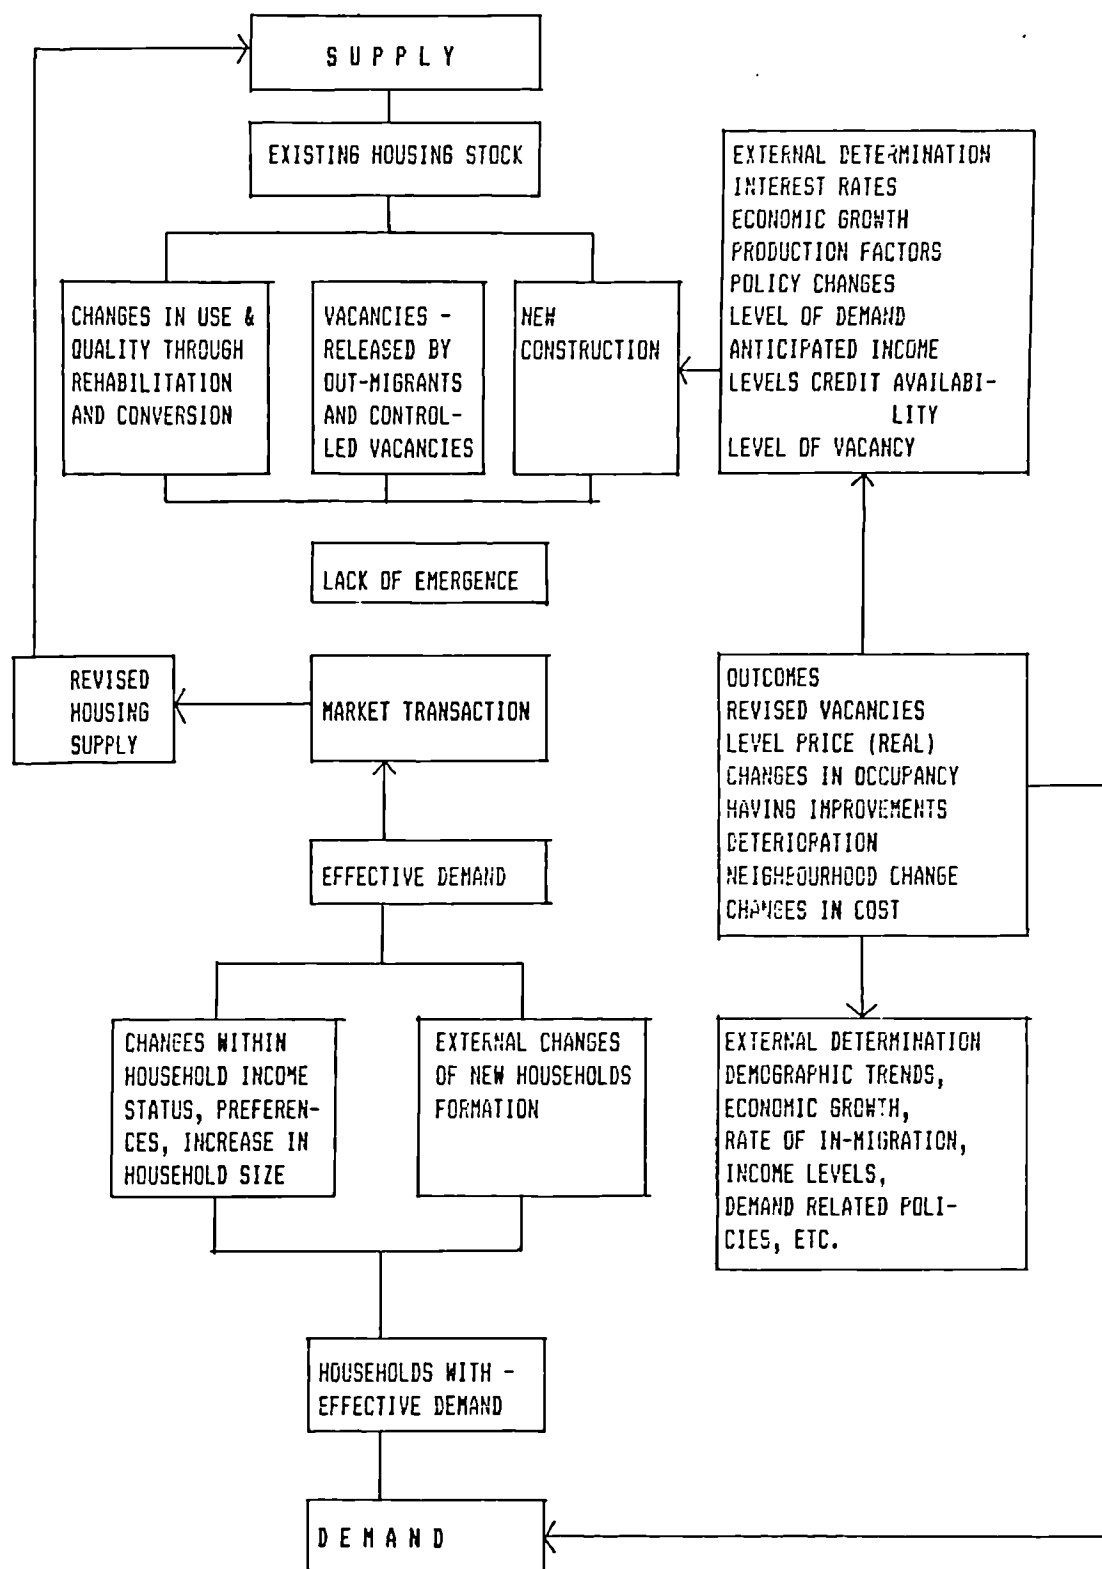 SUPPLY
EXISTING HOUSING STOCK
CHANGES IN USE &
QUALITY THROUGH
REHABILITATION
AND CONVERSION
VACANCIES -
RELEASED BY
OUT-MIGRANTS
AND CONTROL-
LED VACANCIES
NEW
CONSTRUCTION
EXTERNAL DETERMINATION
INTEREST RATES
ECONOMIC GROWTH
PRODUCTION FACTORS
POLICY CHANGES
LEVEL OF DEMAND
ANTICIPATED INCOME
LEVELS CREDIT AVAILABI-
LITY
LEVEL OF VACANCY
LACK OF EMERGENCE
REVISED
HOUSING
SUPPLY
MARKET TRANSACTION
OUTCOMES
REVISED VACANCIES
LEVEL PRICE (REAL)
CHANGES IN OCCUPANCY
HAVING IMPROVEMENTS
DETERIORATION
NEIGHBOURHOOD CHANGE
CHANGES IN COST
EFFECTIVE DEMAND
CHANGES WITHIN
HOUSEHOLD INCOME
STATUS, PREFEREN-
CES, INCREASE IN
HOUSEHOLD SIZE
EXTERNAL CHANGES
OF NEW HOUSEHOLDS
FORMATION
EXTERNAL DETERMINATION
DEMOGRAPHIC TRENDS,
ECONOMIC GROWTH,
RATE OF IN-MIGRATION,
INCOME LEVELS,
DEMAND RELATED POLI-
CIES, ETC.
HOUSEHOLDS WITH -
EFFECTIVE DEMAND
DEMAND